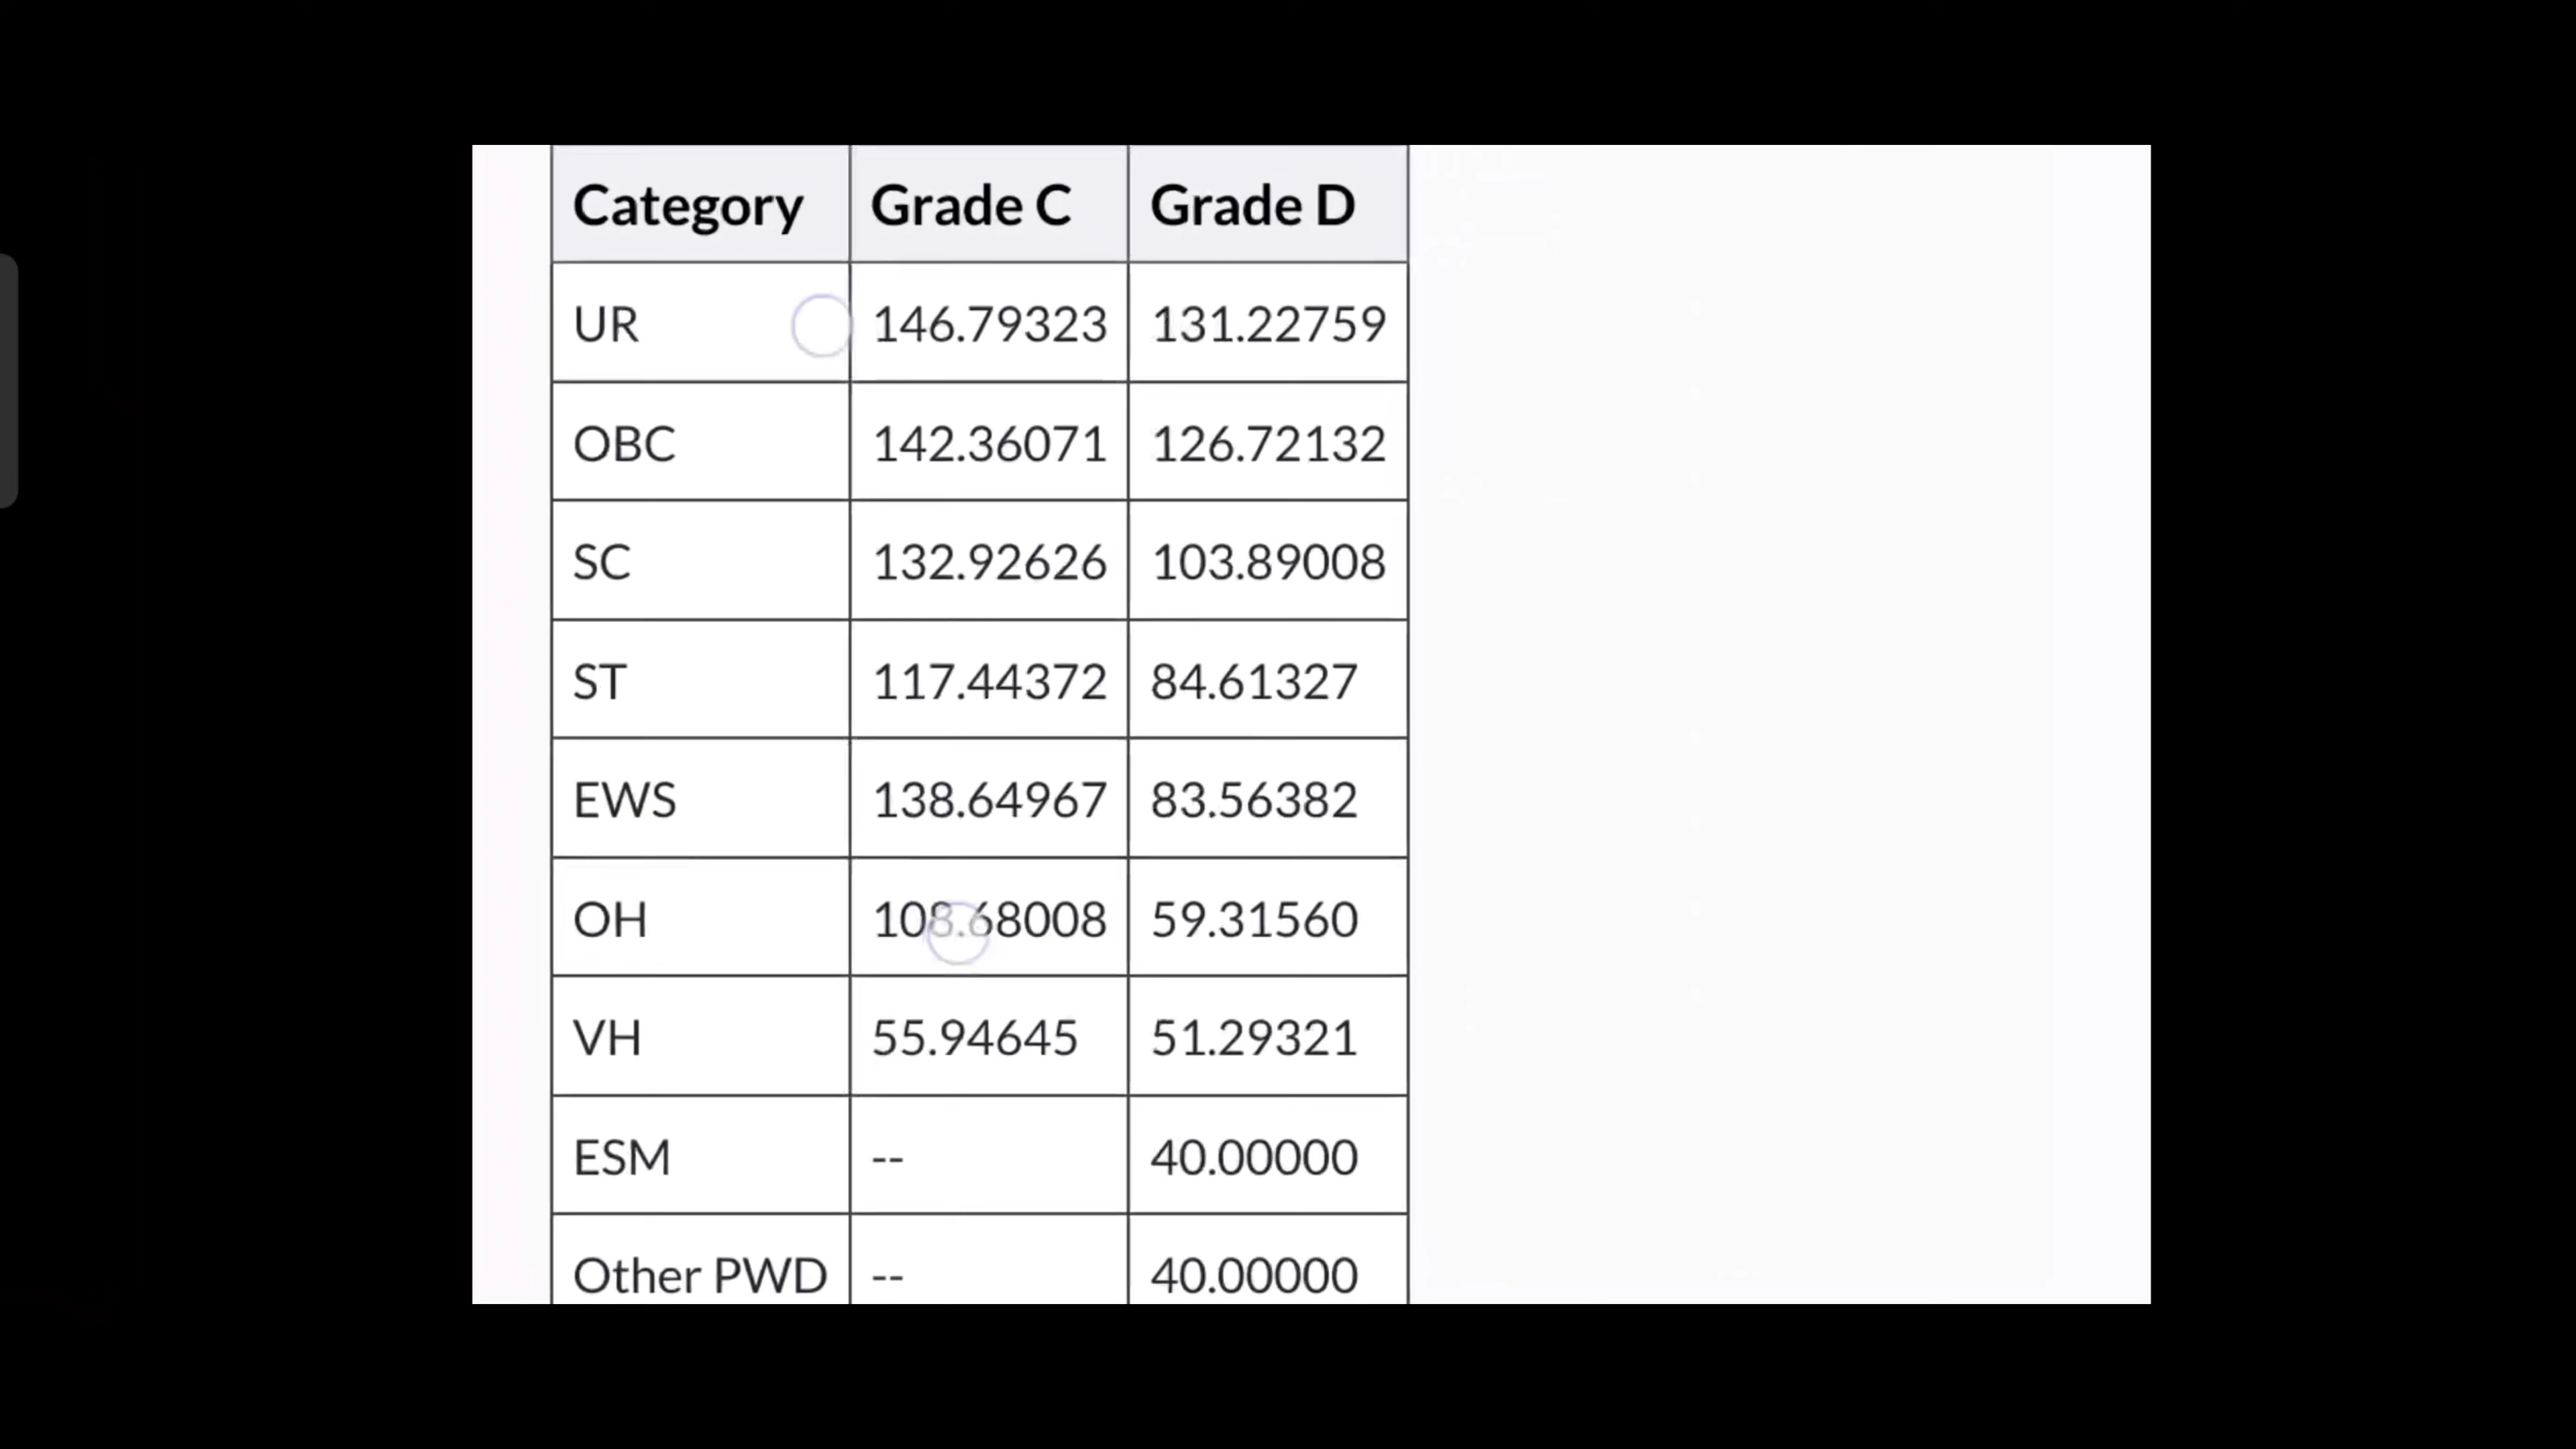 Category Grade C Grade D
UR 146.79323 131.22759
OBC 142.36071 126.72132
SC 132.92626 103.89008
ST 117.44372 84.61327
EWS 138.64967 83.56382
OH 108.68008 59.31560
VH 55.94645 51.29321
ESM -- 40.00000
Other PWD -- 40.00000